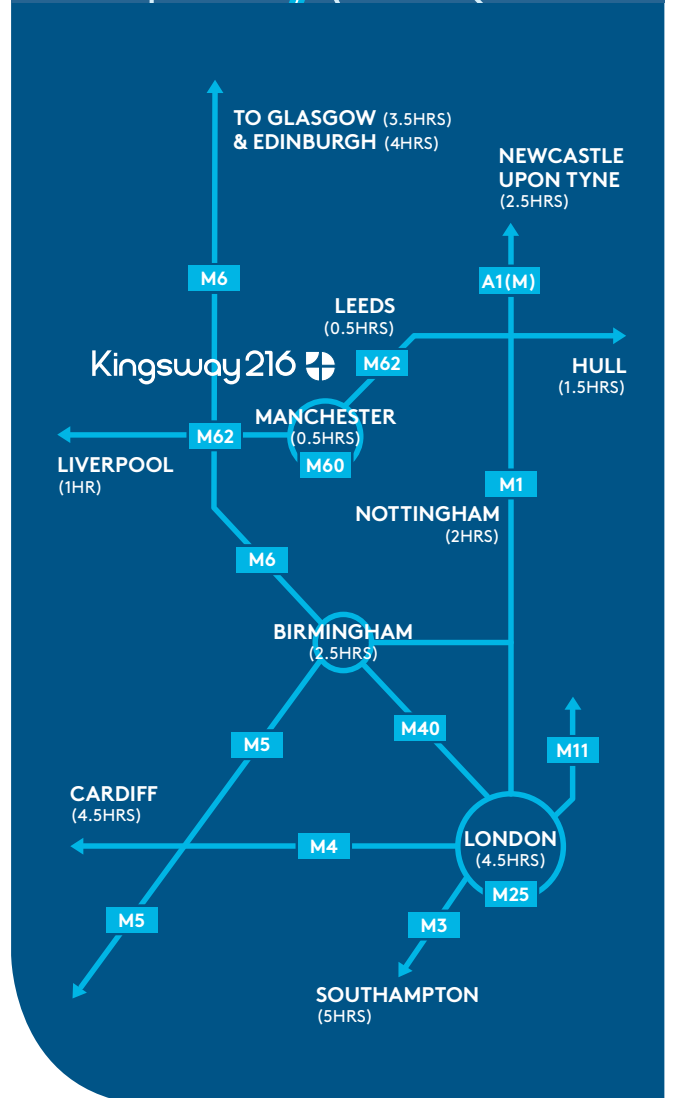 TO GLASGOW (3.5HRS)
& EDINBURGH (4HRS)
NEWCASTLE
UPON TYNE
(2.5HRS)
M6
A1(M)
LEEDS
(0.5HRS)
Kingsway 216
M62
HULL
(1.5HRS)
MANCHESTER
(0.5HRS)
M62
M60
LIVERPOOL
(1HR)
M1
NOTTINGHAM
(2HRS)
M6
BIRMINGHAM
(2.5HRS)
M40
M5
M11
CARDIFF
(4.5HRS)
M4
LONDON
(4.5HRS)
M25
M5
M3
SOUTHAMPTON
(5HRS)